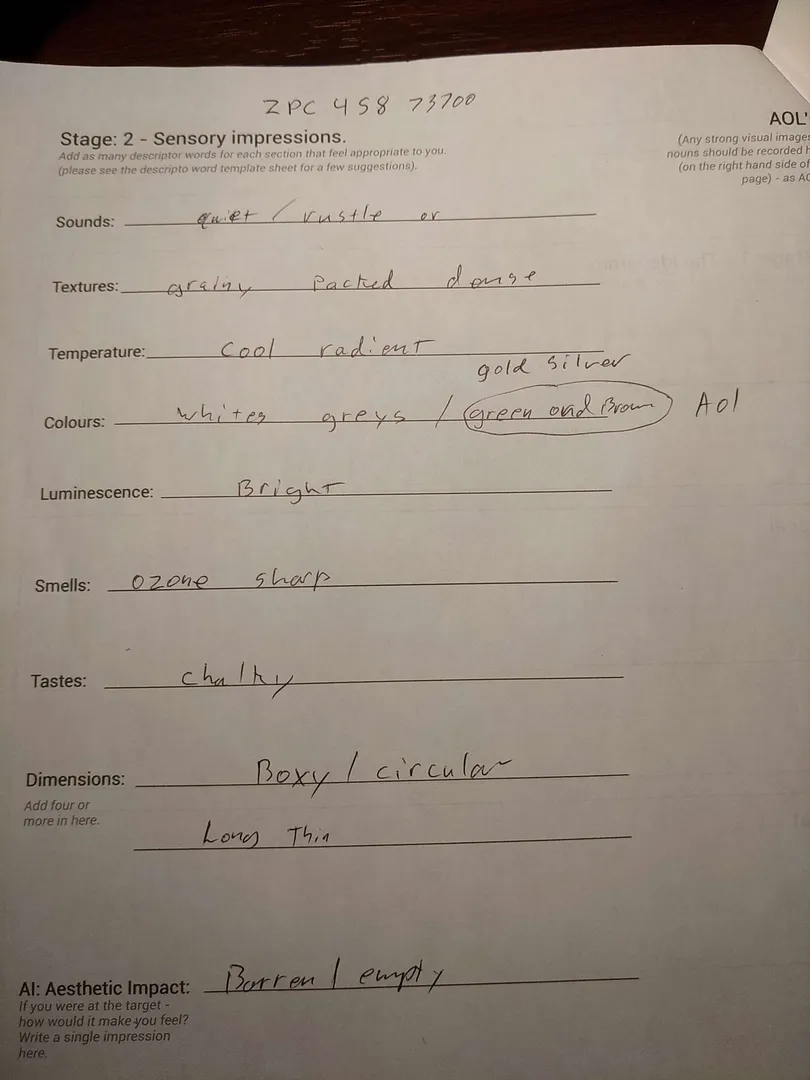 ZPC 458 73700
AOL'
Stage: 2 - Sensory impressions.
Add as many descriptor words for each section that feel appropriate to you.
(please see the descripto word template sheet for a few suggestions).
(Any strong visual images
nouns should be recorded h
(on the right hand side of
page) - as AO
Sounds: quiet / rustle or
Textures: grainy Packed dense
Temperature: cool radient
gold silver
Colours: whites greys / green and Brown AOl
Luminescence: Bright
Smells: ozone sharp
Tastes: chalky
Dimensions: Boxy / circular
Add four or
more in here.
Long Thin
AI: Aesthetic Impact: Barren / empty
If you were at the target -
how would it make you feel?
Write a single impression
here.